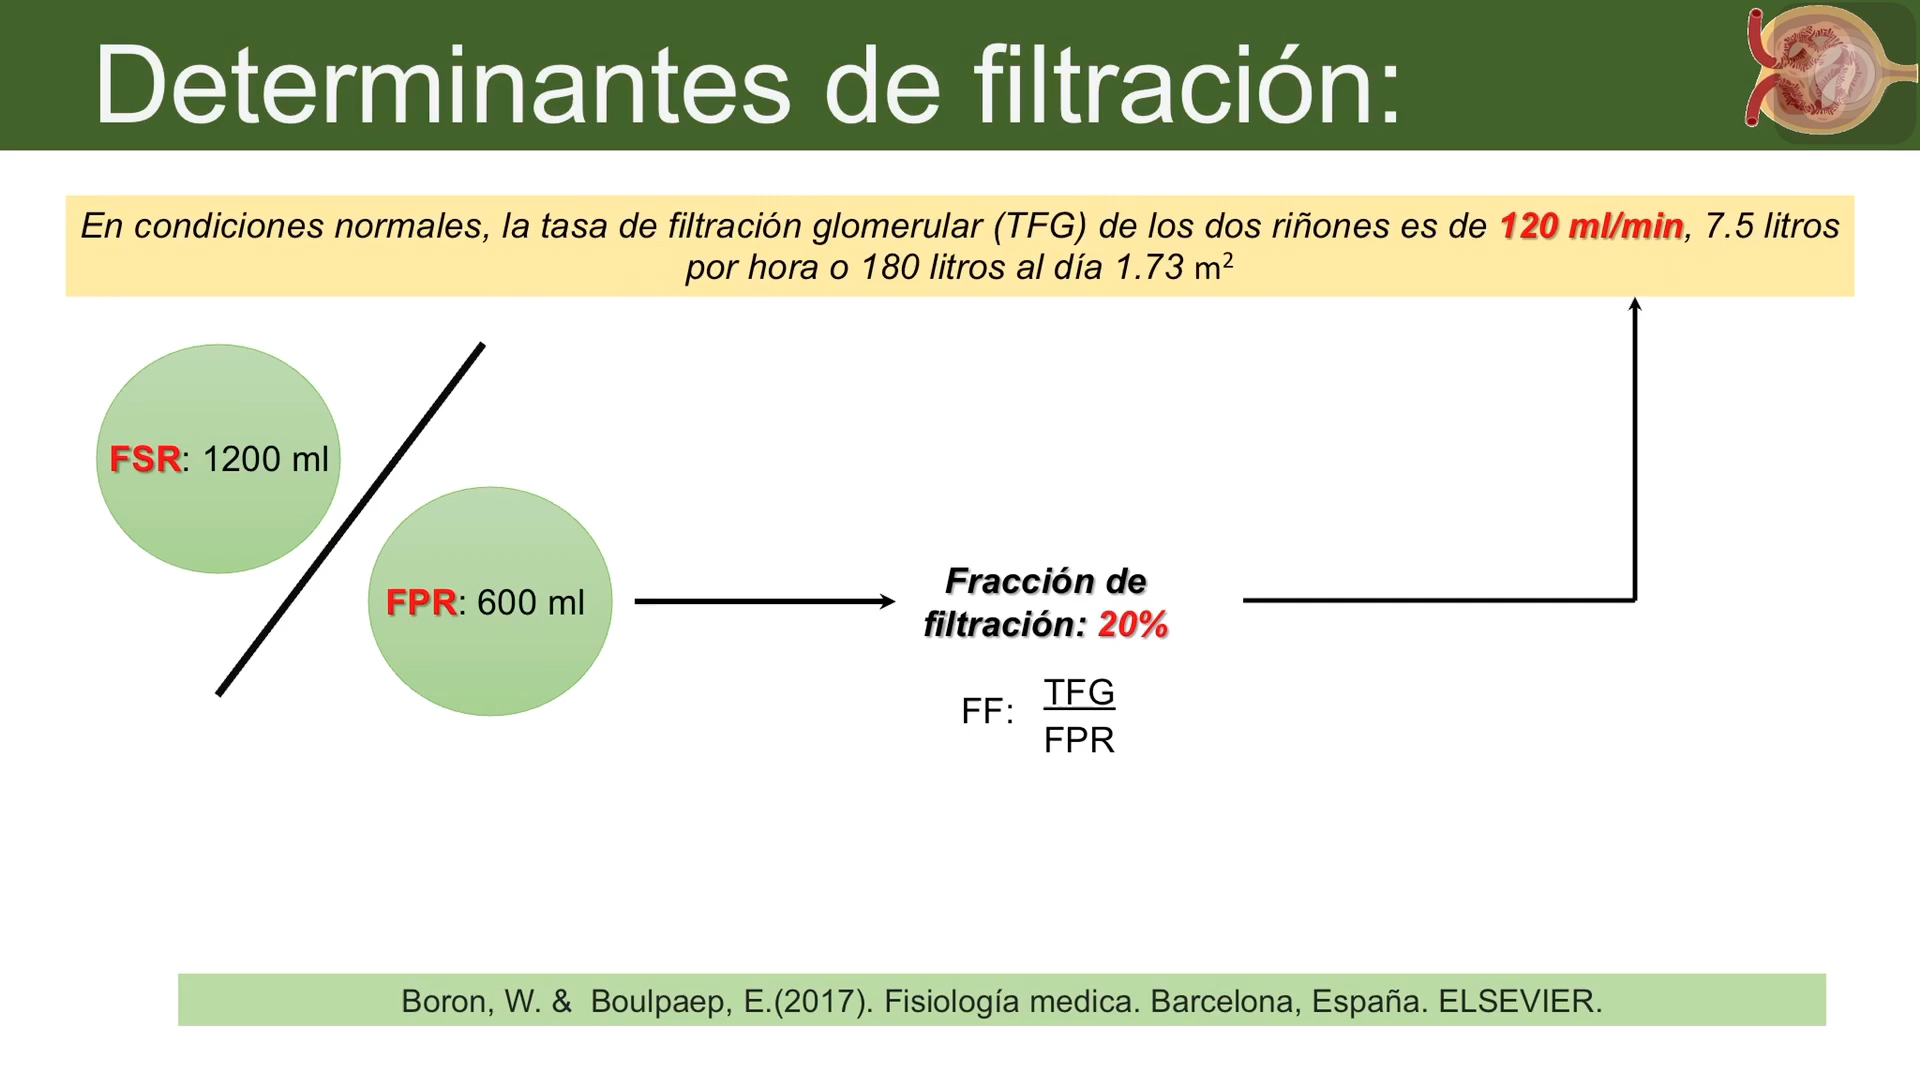 Determinantes de filtración:
En condiciones normales, la tasa de filtración glomerular (TFG) de los dos riñones es de 120 ml/min, 7.5 litros
por hora o 180 litros al día 1.73 m²
FSR: 1200 ml
FPR: 600 ml
Fracción de
filtración: 20%
FF: TFG
FPR
Boron, W. &  Boulpaep, E.(2017). Fisiología medica. Barcelona, España. ELSEVIER.